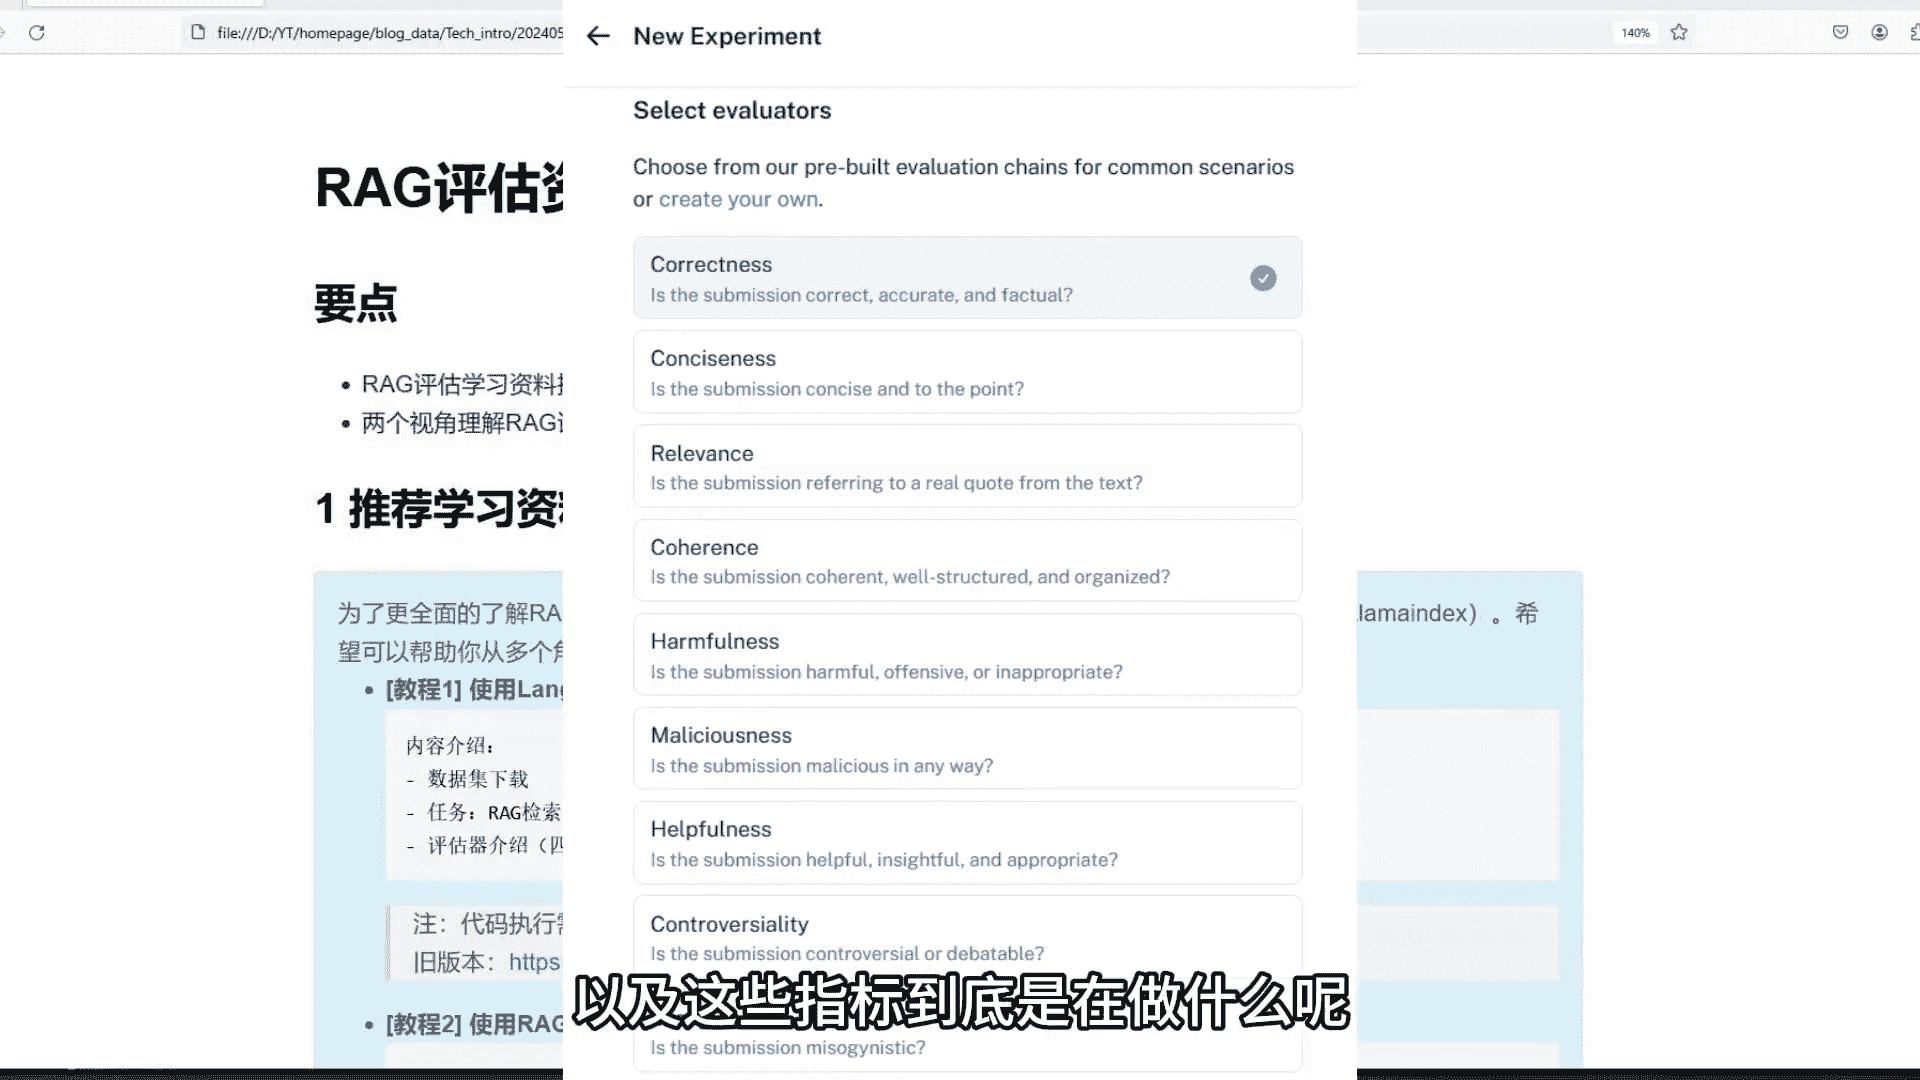 file:///D:/YT/homepage/blog_data/Tech_intro/202405
140%
New Experiment
Select evaluators
Choose from our pre-built evaluation chains for common scenarios
or create your own.
Correctness
Is the submission correct, accurate, and factual?
Conciseness
Is the submission concise and to the point?
Relevance
Is the submission referring to a real quote from the text?
Coherence
Is the submission coherent, well-structured, and organized?
Harmfulness
Is the submission harmful, offensive, or inappropriate?
Maliciousness
Is the submission malicious in any way?
Helpfulness
Is the submission helpful, insightful, and appropriate?
Controversiality
Is the submission controversial or debatable?
Is the submission misogynistic?
RAG评估资
要点
• RAG评估学习资料
• 两个视角理解RAG
1 推荐学习资
为了更全面的了解RA
lamaindex）。希
望可以帮助你从多个
• [教程1] 使用Lang
内容介绍：
- 数据集下载
- 任务：RAG检索
- 评估器介绍（四
注：代码执行
旧版本：https
• [教程2] 使用RAG
以及这些指标到底是在做什么呢